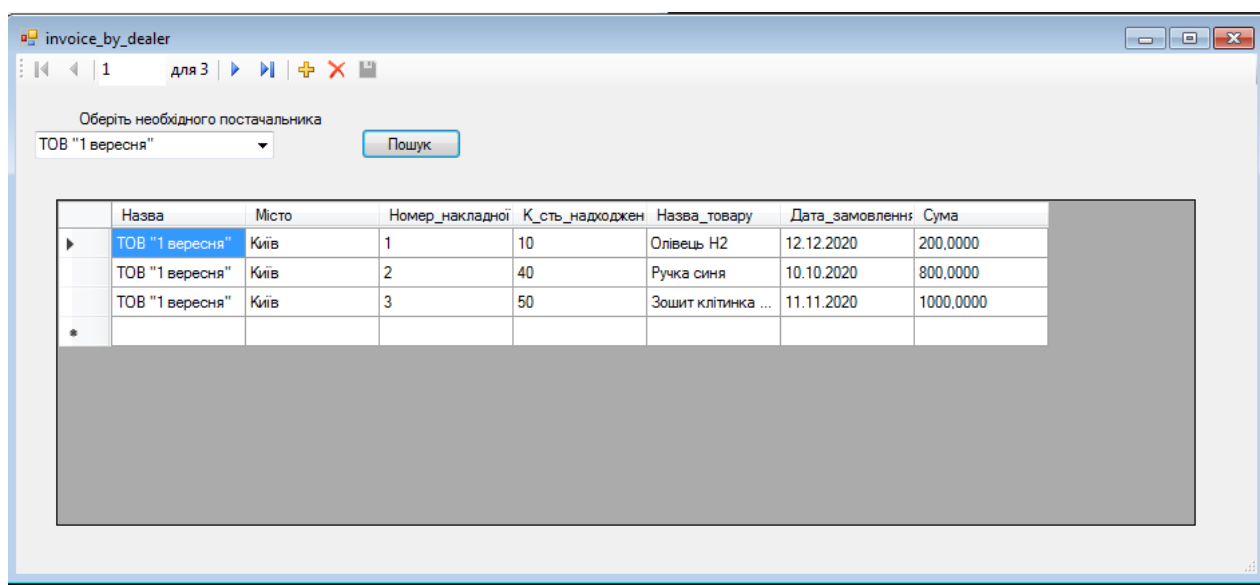 invoice_by_dealer
1 для 3
Оберіть необхідного постачальника
ТОВ "1 вересня" Пошук
Назва Місто Номер_накладної К_сть_надходжен Назва_товару Дата_замовлення Сума
ТОВ "1 вересня" Київ 1 10 Олівець Н2 12.12.2020 200,0000
ТОВ "1 вересня" Київ 2 40 Ручка синя 10.10.2020 800,0000
ТОВ "1 вересня" Київ 3 50 Зошит клітинка ... 11.11.2020 1000,0000